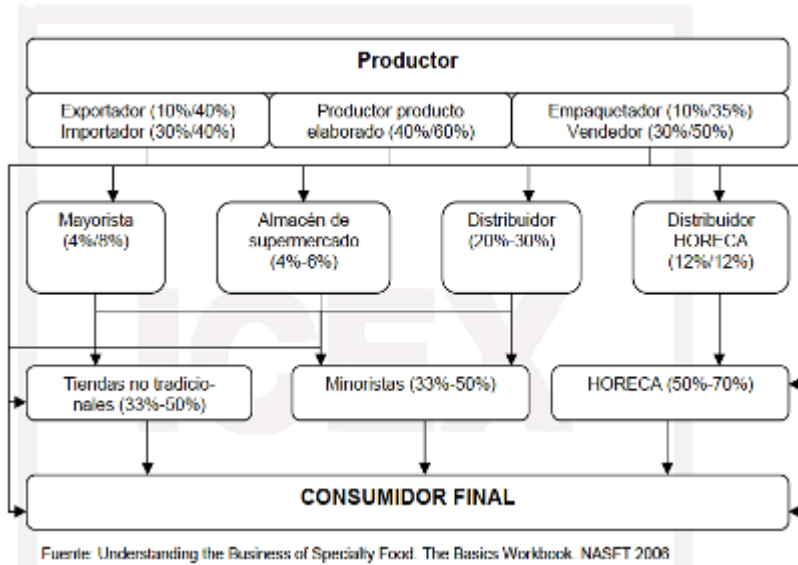 Productor
Exportador (10%/40%)
Importador (30%/40%)
Productor producto
elaborado (40%/60%)
Empaquetador (10%/35%)
Vendedor (30%/50%)
Mayorista
(4%/8%)
Almacén de
supermercado
(4%-6%)
Distribuidor
(20%-30%)
Distribuidor
HORECA
(12%/12%)
Tiendas no tradicio-
nales (33%-50%)
Minoristas (33%-50%)
HORECA (50%-70%)
CONSUMIDOR FINAL
Fuente: Understanding the Business of Specialty Food. The Basics Workbook. NASFT 2006
ICEX